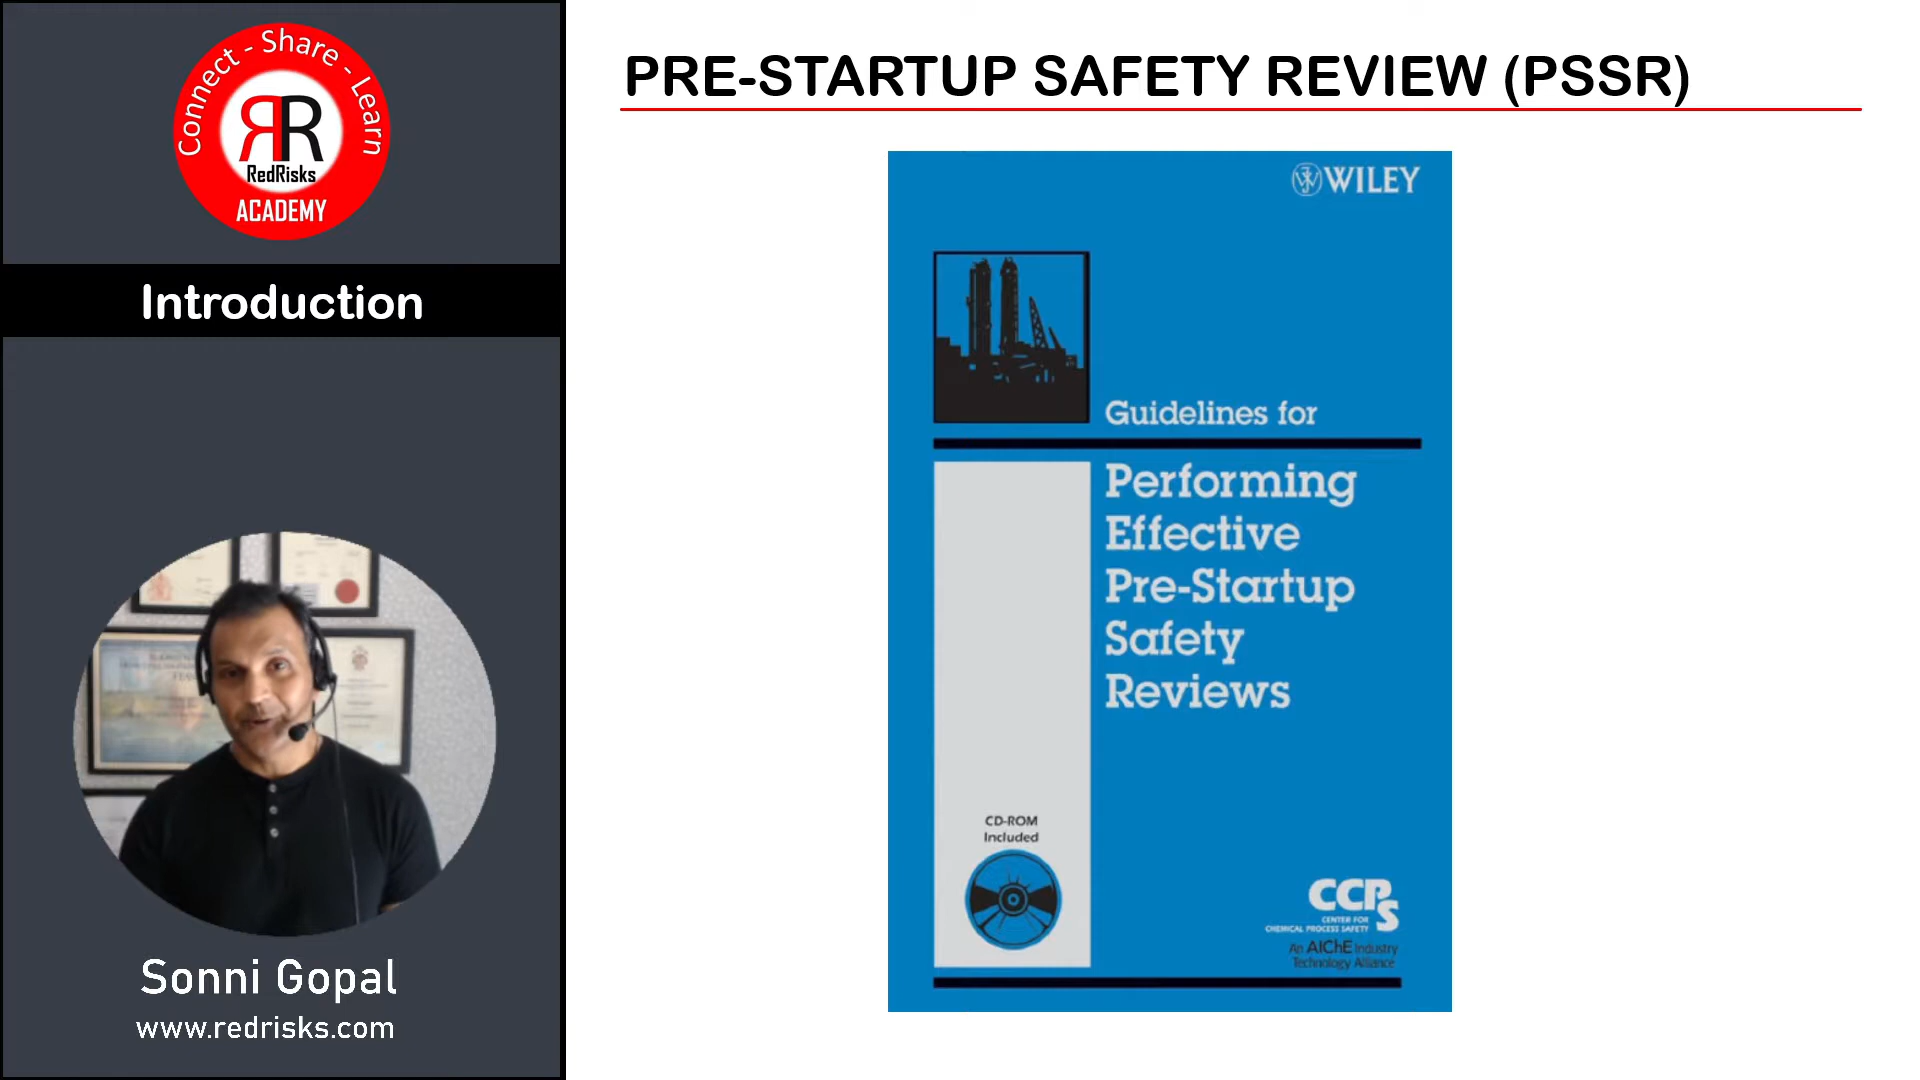 Connect - Share - Learn
RR
RedRisks
ACADEMY
Introduction
Sonni Gopal
www.redrisks.com
PRE-STARTUP SAFETY REVIEW (PSSR)
WILEY
Guidelines for
Performing
Effective
Pre-Startup
Safety
Reviews
CD-ROM
Included
CCPS
CENTER FOR
CHEMICAL PROCESS SAFETY
An AIChE Industry
Technology Alliance